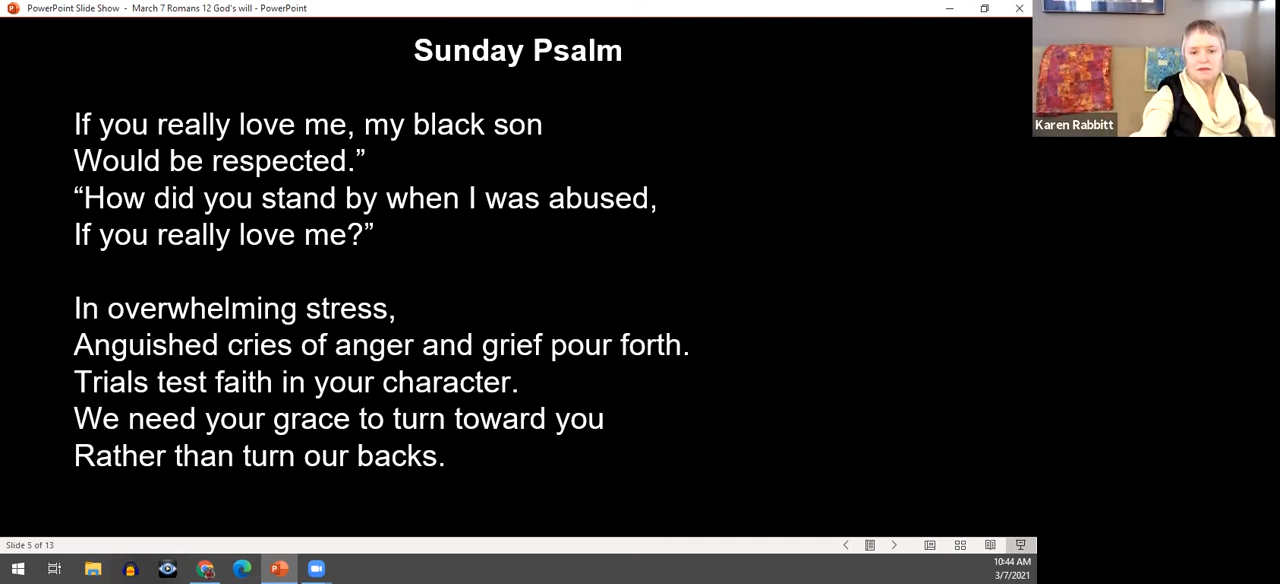 PowerPoint Slide Show - March 7 Romans 12 God's will - PowerPoint
Sunday Psalm
If you really love me, my black son
Would be respected.”
“How did you stand by when I was abused,
If you really love me?”
In overwhelming stress,
Anguished cries of anger and grief pour forth.
Trials test faith in your character.
We need your grace to turn toward you
Rather than turn our backs.
Karen Rabbitt
Slide 5 of 13
10:44 AM
3/7/2021